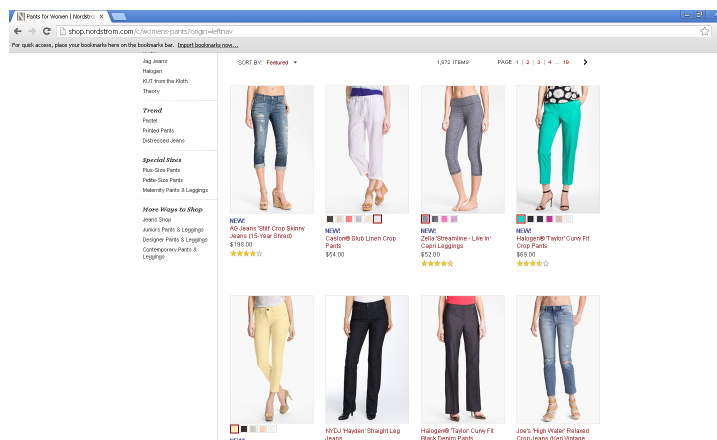 Pants for Women | Nordstro
shop.nordstrom.com/c/womens-pants?origin=leftnav
For quick access, place your bookmarks here on the bookmarks bar. Import bookmarks now...
Jag Jeans
Halogen
KUT from the Kloth
Theory
Trend
Pastel
Printed Pants
Distressed Jeans
Special Sizes
Plus-Size Pants
Petite-Size Pants
Maternity Pants & Leggings
More Ways to Shop
Jeans Shop
Juniors Pants & Leggings
Designer Pants & Leggings
Contemporary Pants &
Leggings
SORT BY: Featured
1,872 ITEMS
PAGE 1 | 2 | 3 | 4 ... 19
NEW!
AG Jeans 'Stilt' Crop Skinny
Jeans (15-Year Shred)
$198.00
NEW!
Caslon® Slub Linen Crop
Pants
$54.00
NEW!
Zella 'Streamline - Live In'
Capri Leggings
$52.00
NEW!
Halogen® 'Taylor' Curvy Fit
Crop Pants
$69.00
NEW!
NYDJ 'Hayden' Straight Leg
Jeans
Halogen® 'Taylor' Curvy Fit
Black Denim Pants
Joe's 'High Water' Relaxed
Crop Jeans (Keri Vintage